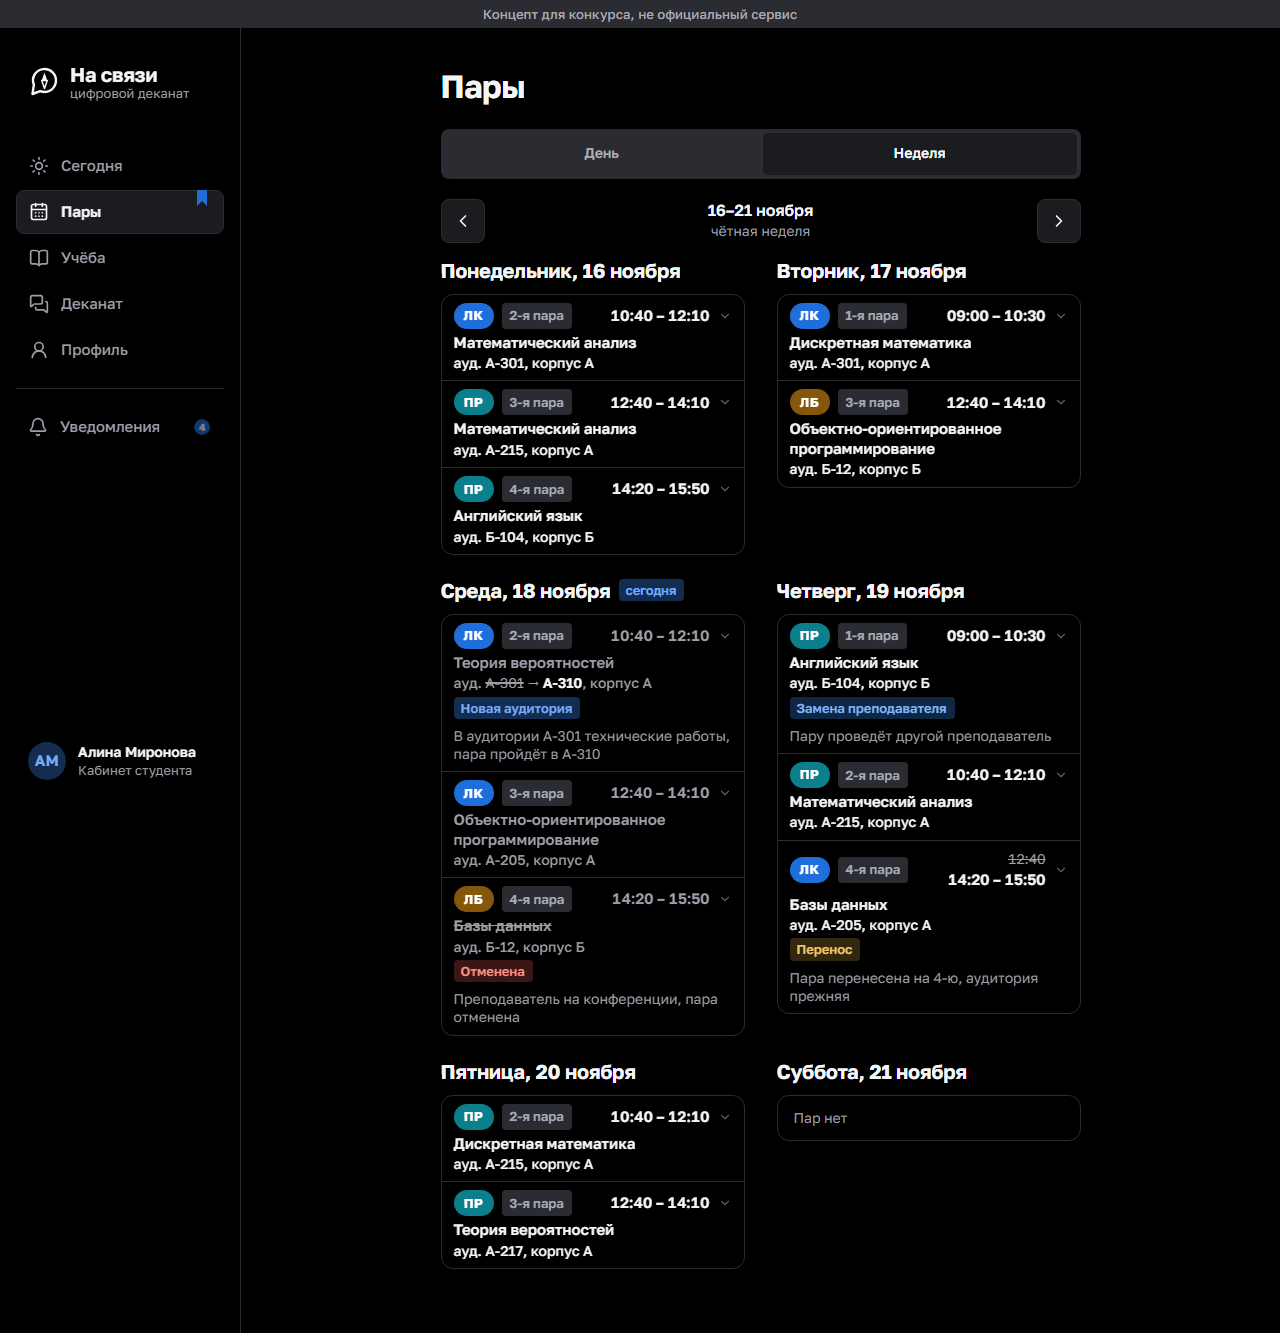 Концепт для конкурса, не официальный сервис
На связи
цифровой деканат
Сегодня
Пары
Учёба
Деканат
Профиль
Уведомления 4
АМ
Алина Миронова
Кабинет студента
Пары
День Неделя
16–21 ноября
чётная неделя
Понедельник, 16 ноября
ЛК 2-я пара 10:40 – 12:10
Математический анализ
ауд. А-301, корпус А
ПР 3-я пара 12:40 – 14:10
Математический анализ
ауд. А-215, корпус А
ПР 4-я пара 14:20 – 15:50
Английский язык
ауд. Б-104, корпус Б
Вторник, 17 ноября
ЛК 1-я пара 09:00 – 10:30
Дискретная математика
ауд. А-301, корпус А
ЛБ 3-я пара 12:40 – 14:10
Объектно-ориентированное
программирование
ауд. Б-12, корпус Б
Среда, 18 ноября сегодня
ЛК 2-я пара 10:40 – 12:10
Теория вероятностей
ауд. А-301 → А-310, корпус А
Новая аудитория
В аудитории А-301 технические работы,
пара пройдёт в А-310
ЛК 3-я пара 12:40 – 14:10
Объектно-ориентированное
программирование
ауд. А-205, корпус А
ЛБ 4-я пара 14:20 – 15:50
Базы данных
ауд. Б-12, корпус Б
Отменена
Преподаватель на конференции, пара
отменена
Четверг, 19 ноября
ПР 1-я пара 09:00 – 10:30
Английский язык
ауд. Б-104, корпус Б
Замена преподавателя
Пару проведёт другой преподаватель
ПР 2-я пара 10:40 – 12:10
Математический анализ
ауд. А-215, корпус А
12:40
ЛК 4-я пара 14:20 – 15:50
Базы данных
ауд. А-205, корпус А
Перенос
Пара перенесена на 4-ю, аудитория
прежняя
Пятница, 20 ноября
ПР 2-я пара 10:40 – 12:10
Дискретная математика
ауд. А-215, корпус А
ПР 3-я пара 12:40 – 14:10
Теория вероятностей
ауд. А-217, корпус А
Суббота, 21 ноября
Пар нет